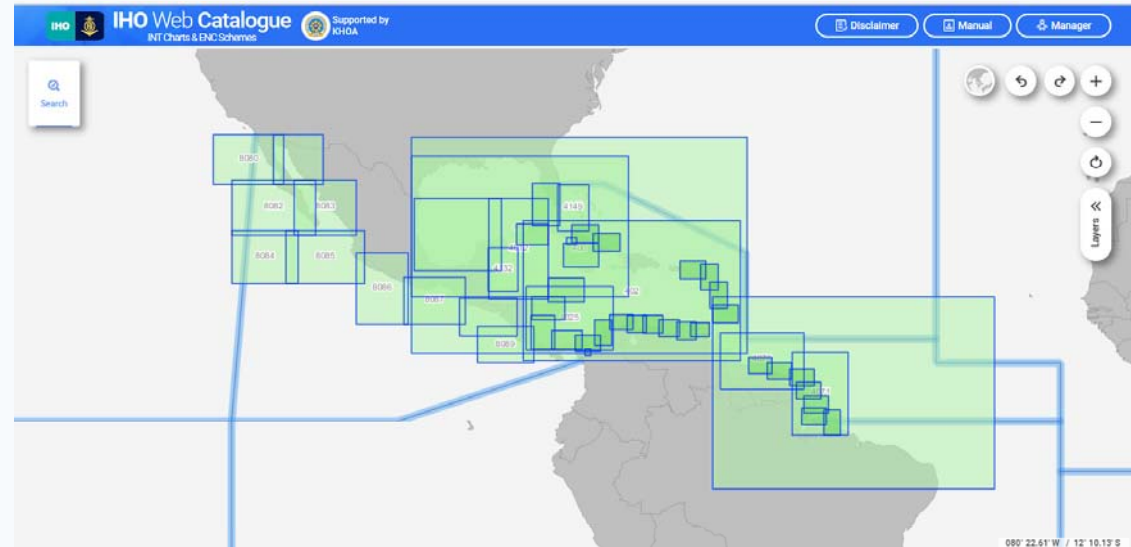 IHO
IHO Web Catalogue
INT Charts & ENC Schemes
Supported by
KHOA
Disclaimer
Manual
Manager
Search
Layers
8080
8082
8083
8084
8085
8086
8087
8089
4149
402
080° 22.61' W / 12° 10.13' S